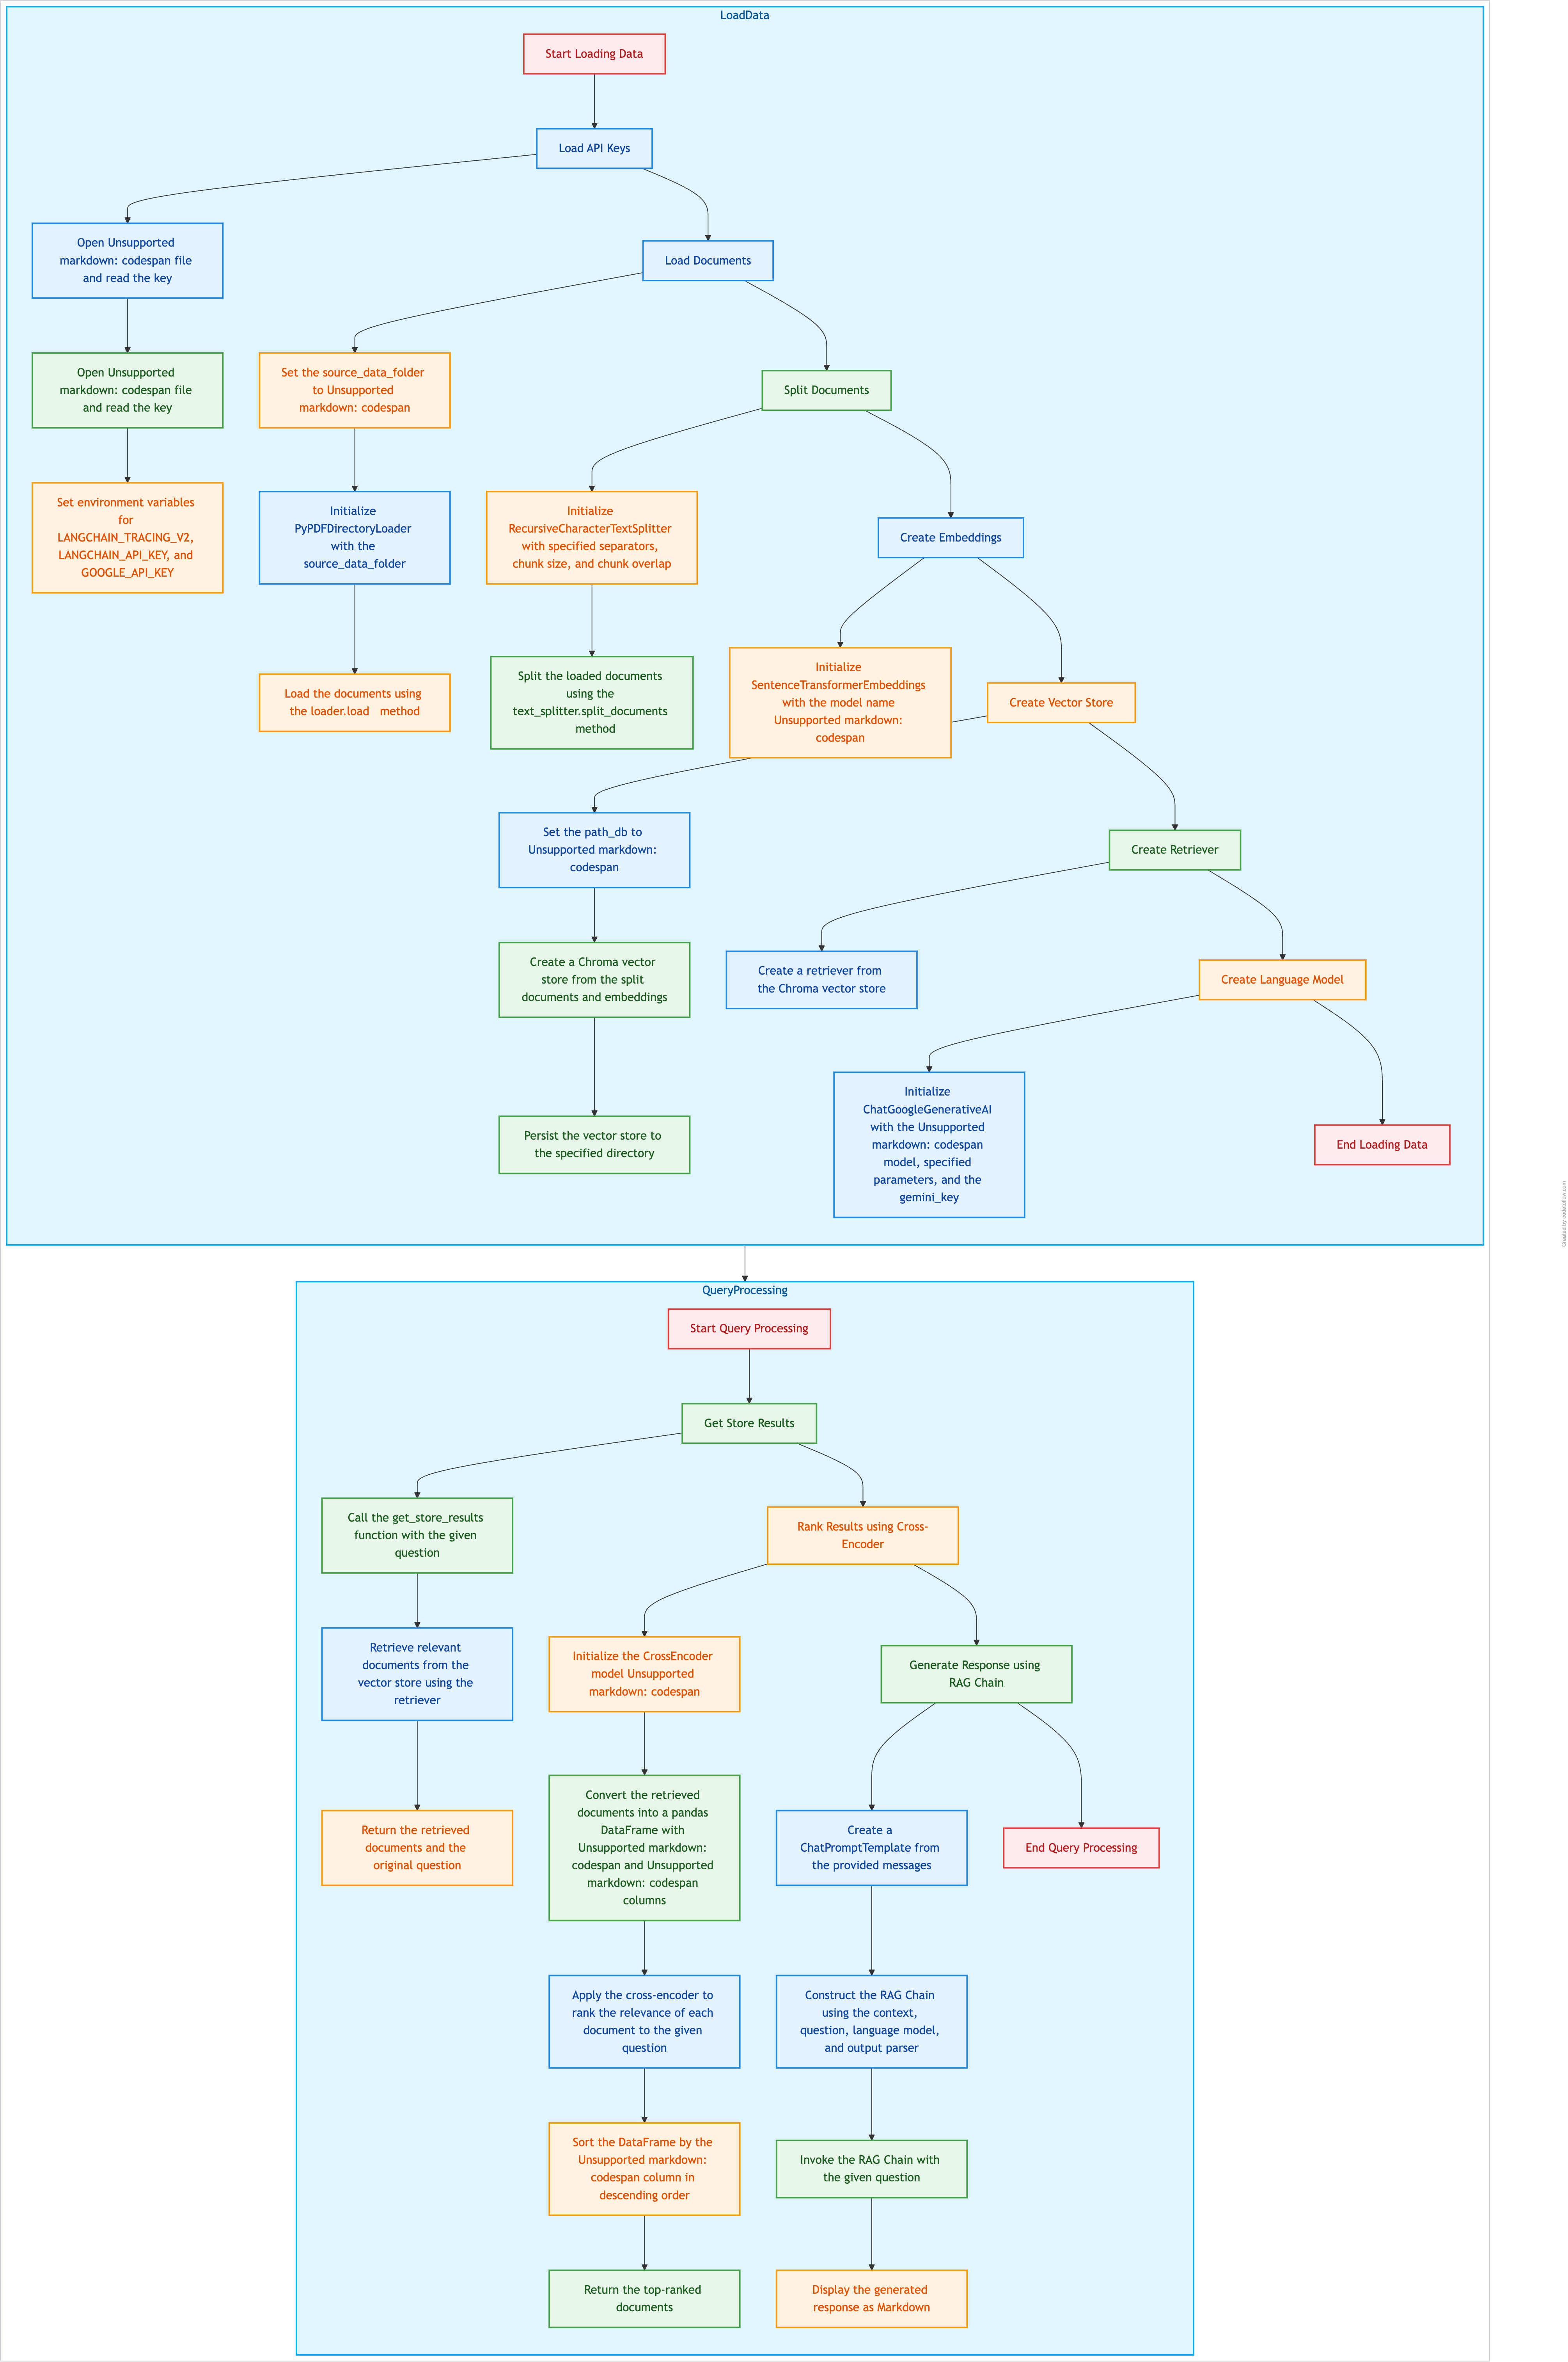 LoadData
Start Loading Data
Load API Keys
Open Unsupported
markdown: codespan file
and read the key
Load Documents
Open Unsupported
markdown: codespan file
and read the key
Set the source_data_folder
to Unsupported
markdown: codespan
Split Documents
Set environment variables
for
LANGCHAIN_TRACING_V2,
LANGCHAIN_API_KEY, and
GOOGLE_API_KEY
Initialize
PyPDFDirectoryLoader
with the
source_data_folder
Initialize
RecursiveCharacterTextSplitter
with specified separators,
chunk size, and chunk overlap
Create Embeddings
Load the documents using
the loader.load method
Split the loaded documents
using the
text_splitter.split_documents
method
Initialize
SentenceTransformerEmbeddings
with the model name
Unsupported markdown:
codespan
Create Vector Store
Set the path_db to
Unsupported markdown:
codespan
Create Retriever
Create a Chroma vector
store from the split
documents and embeddings
Create a retriever from
the Chroma vector store
Create Language Model
Persist the vector store to
the specified directory
Initialize
ChatGoogleGenerativeAI
with the Unsupported
markdown: codespan
model, specified
parameters, and the
gemini_key
End Loading Data
Created by codetoflow.com
QueryProcessing
Start Query Processing
Get Store Results
Call the get_store_results
function with the given
question
Rank Results using Cross-
Encoder
Retrieve relevant
documents from the
vector store using the
retriever
Initialize the CrossEncoder
model Unsupported
markdown: codespan
Generate Response using
RAG Chain
Return the retrieved
documents and the
original question
Convert the retrieved
documents into a pandas
DataFrame with
Unsupported markdown:
codespan and Unsupported
markdown: codespan
columns
Create a
ChatPromptTemplate from
the provided messages
End Query Processing
Apply the cross-encoder to
rank the relevance of each
document to the given
question
Construct the RAG Chain
using the context,
question, language model,
and output parser
Sort the DataFrame by the
Unsupported markdown:
codespan column in
descending order
Invoke the RAG Chain with
the given question
Return the top-ranked
documents
Display the generated
response as Markdown